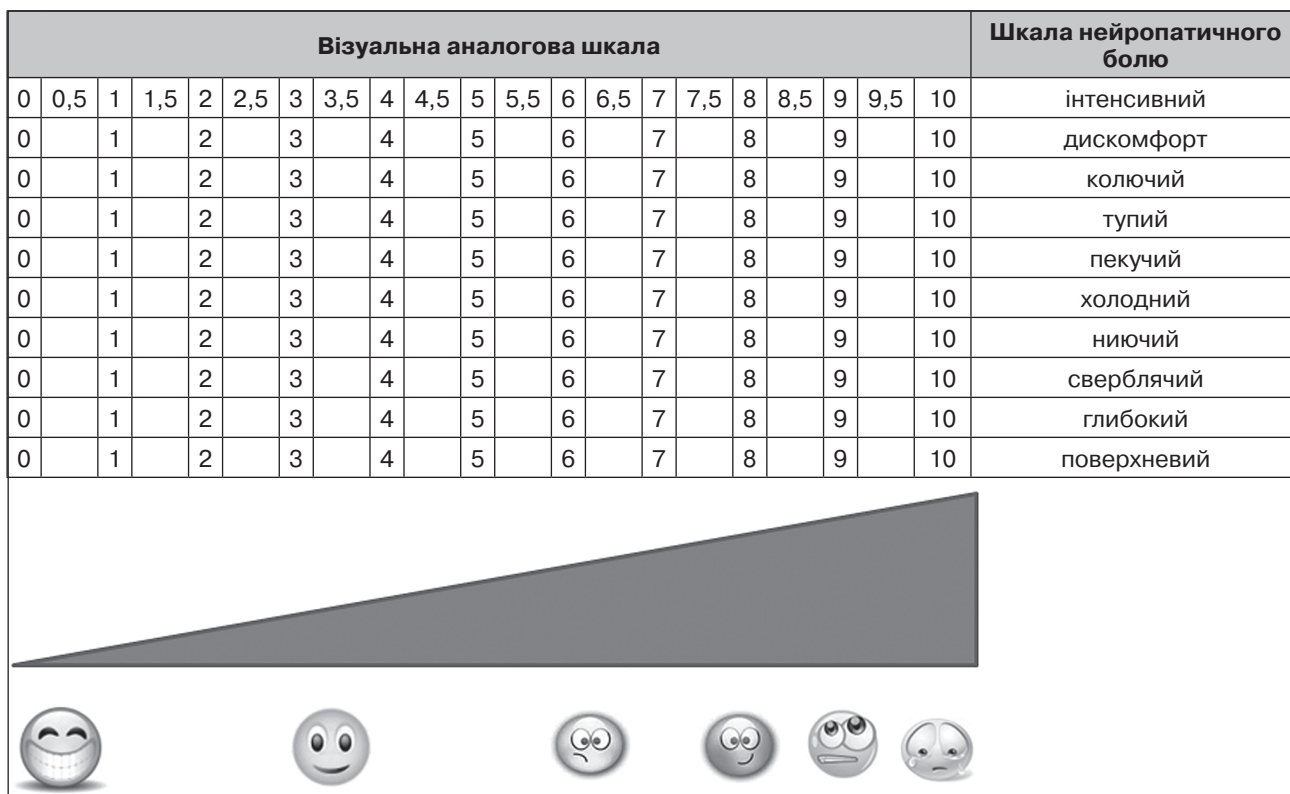 Візуальна аналогова шкала Шкала нейропатичного
болю
0 0,5 1 1,5 2 2,5 3 3,5 4 4,5 5 5,5 6 6,5 7 7,5 8 8,5 9 9,5 10 інтенсивний
0 1 2 3 4 5 6 7 8 9 10 дискомфорт
0 1 2 3 4 5 6 7 8 9 10 колючий
0 1 2 3 4 5 6 7 8 9 10 тупий
0 1 2 3 4 5 6 7 8 9 10 пекучий
0 1 2 3 4 5 6 7 8 9 10 холодний
0 1 2 3 4 5 6 7 8 9 10 ниючий
0 1 2 3 4 5 6 7 8 9 10 сверблячий
0 1 2 3 4 5 6 7 8 9 10 глибокий
0 1 2 3 4 5 6 7 8 9 10 поверхневий